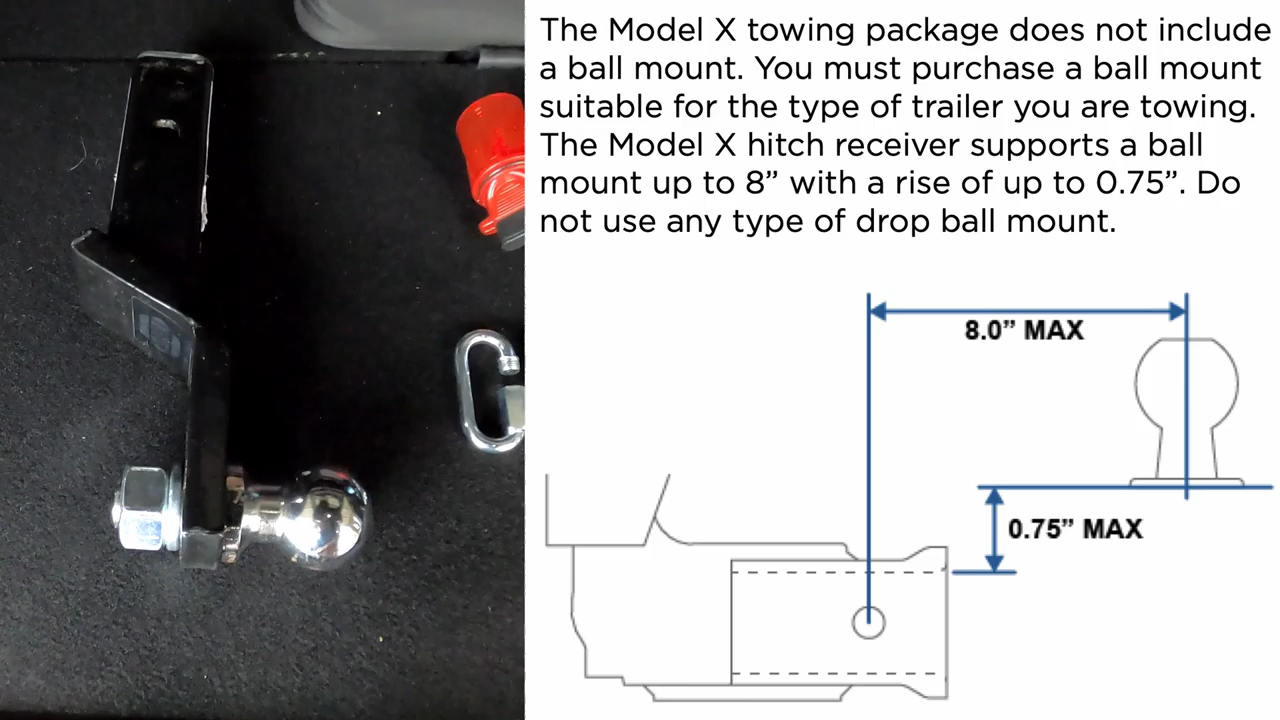 The Model X towing package does not include
a ball mount. You must purchase a ball mount
suitable for the type of trailer you are towing.
The Model X hitch receiver supports a ball
mount up to 8” with a rise of up to 0.75”. Do
not use any type of drop ball mount.
8.0” MAX
0.75” MAX